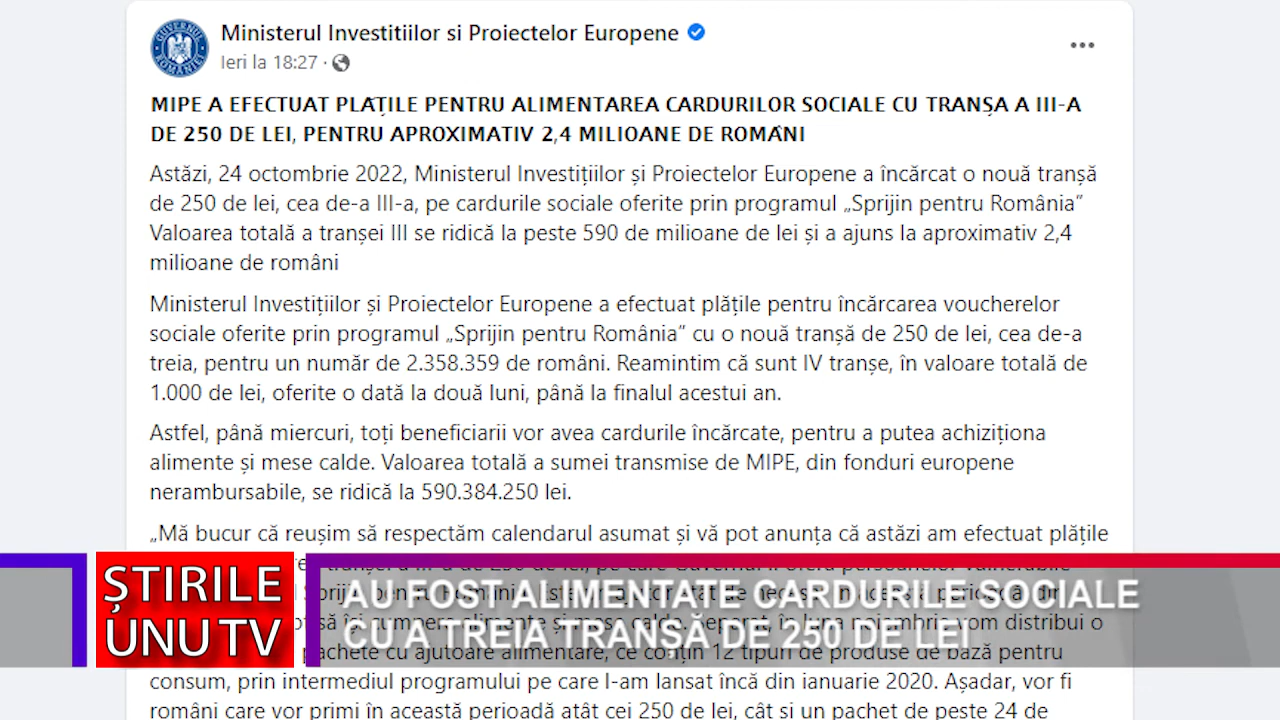 Ministerul Investitiilor si Proiectelor Europene
Ieri la 18:27 ·
MIPE A EFECTUAT PLĂȚILE PENTRU ALIMENTAREA CARDURILOR SOCIALE CU TRANȘA A III-A
DE 250 DE LEI, PENTRU APROXIMATIV 2,4 MILIOANE DE ROMÂNI
Astăzi, 24 octombrie 2022, Ministerul Investițiilor și Proiectelor Europene a încărcat o nouă tranșă
de 250 de lei, cea de-a III-a, pe cardurile sociale oferite prin programul „Sprijin pentru România”
Valoarea totală a tranșei III se ridică la peste 590 de milioane de lei și a ajuns la aproximativ 2,4
milioane de români
Ministerul Investițiilor și Proiectelor Europene a efectuat plățile pentru încărcarea voucherelor
sociale oferite prin programul „Sprijin pentru România” cu o nouă tranșă de 250 de lei, cea de-a
treia, pentru un număr de 2.358.359 de români. Reamintim că sunt IV tranșe, în valoare totală de
1.000 de lei, oferite o dată la două luni, până la finalul acestui an.
Astfel, până miercuri, toți beneficiarii vor avea cardurile încărcate, pentru a putea achiziționa
alimente și mese calde. Valoarea totală a sumei transmise de MIPE, din fonduri europene
nerambursabile, se ridică la 590.384.250 lei.
„Mă bucur că reușim să respectăm calendarul asumat și vă pot anunța că astăzi am efectuat plățile
ȘTIRILE
UNU TV
AU FOST ALIMENTATE CARDURILE SOCIALE
CU A TREIA TRANȘĂ DE 250 DE LEI
pachete cu ajutoare alimentare, ce conțin 12 tipuri de produse de bază pentru
consum, prin intermediul programului pe care l-am lansat încă din ianuarie 2020. Așadar, vor fi
români care vor primi în această perioadă atât cei 250 de lei, cât și un pachet de peste 24 de